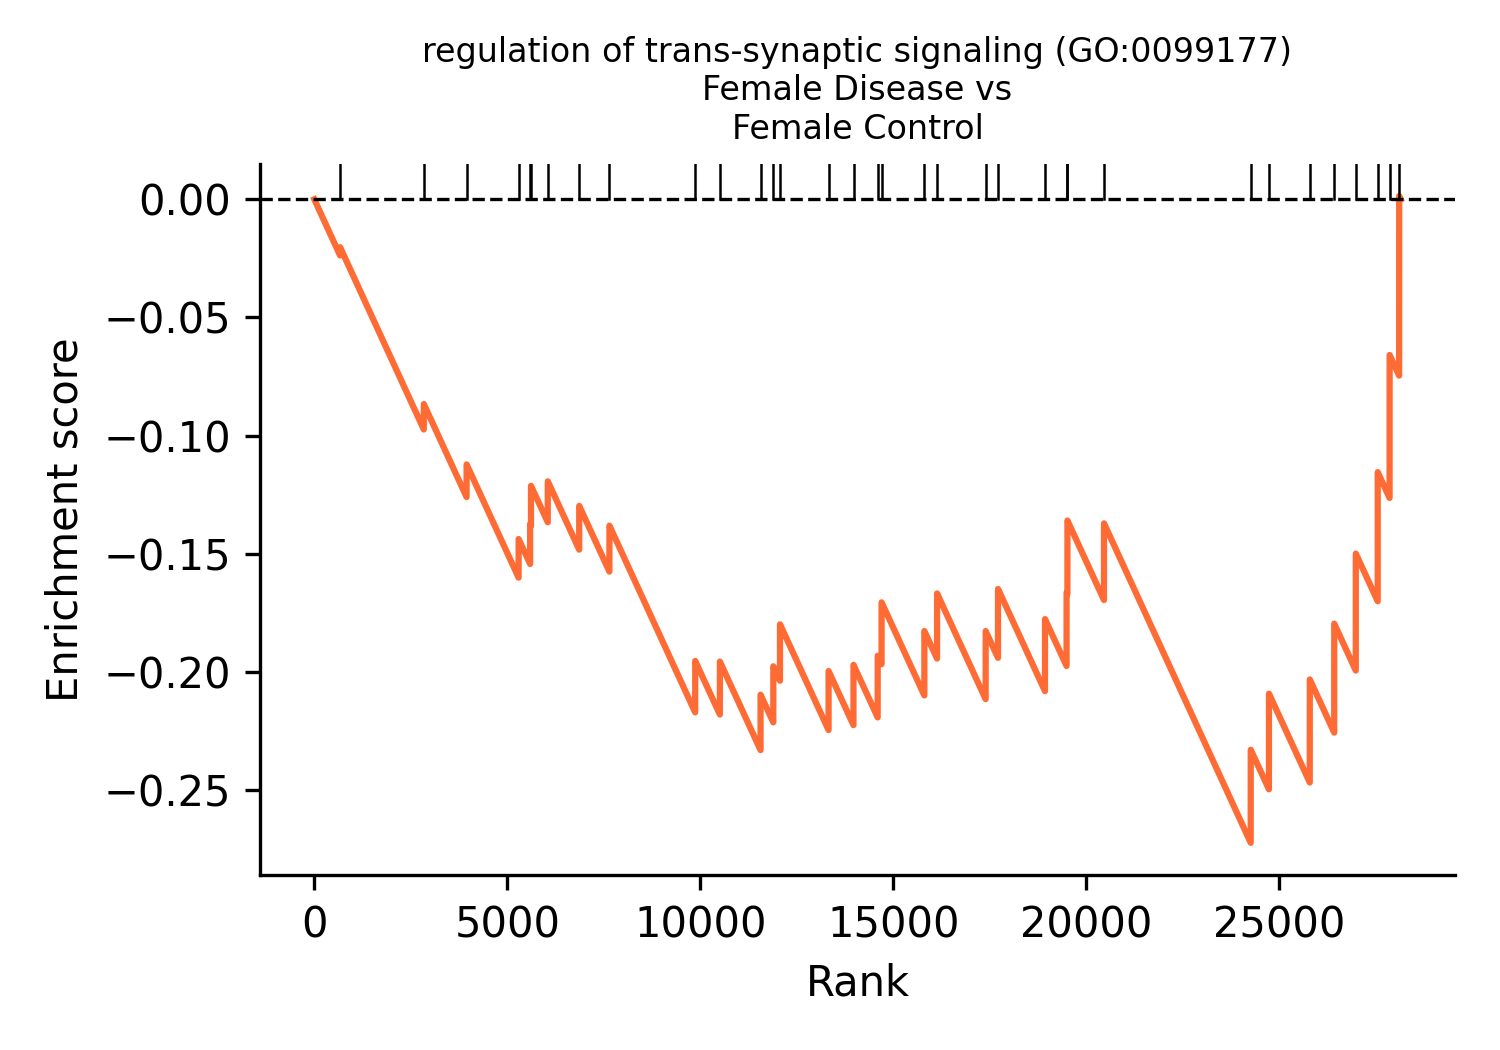 regulation of trans-synaptic signaling (GO:0099177)
Female Disease vs
Female Control
0.00
−0.05
−0.10
−0.15
−0.20
−0.25
Enrichment score
0
5000
10000
15000
20000
25000
Rank